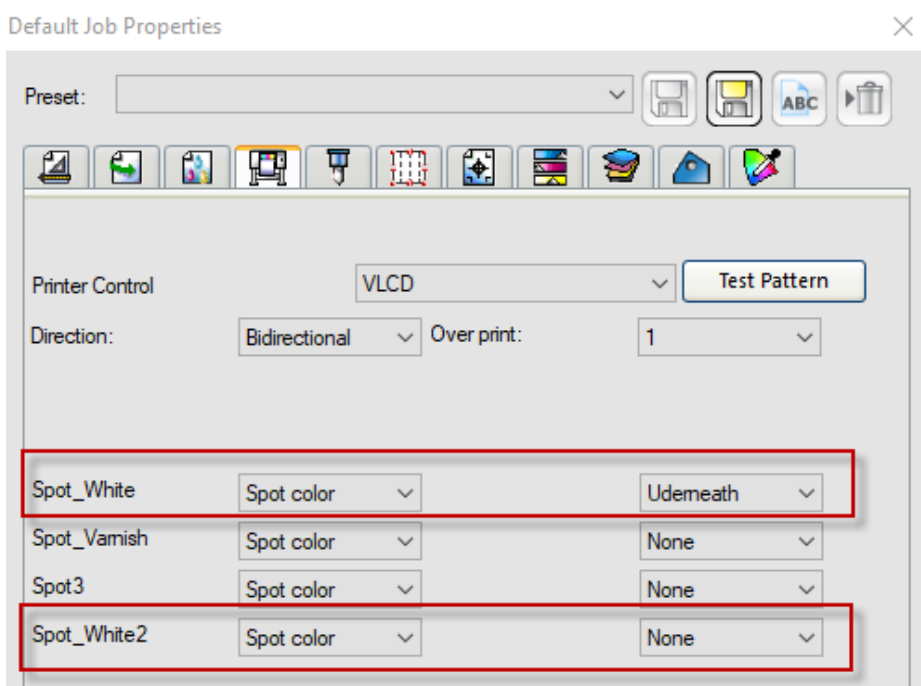 Default Job Properties
Preset:
ABC
Printer Control VLCD Test Pattern
Direction: Bidirectional Over print: 1
Spot_White Spot color Uderneath
Spot_Varnish Spot color None
Spot3 Spot color None
Spot_White2 Spot color None